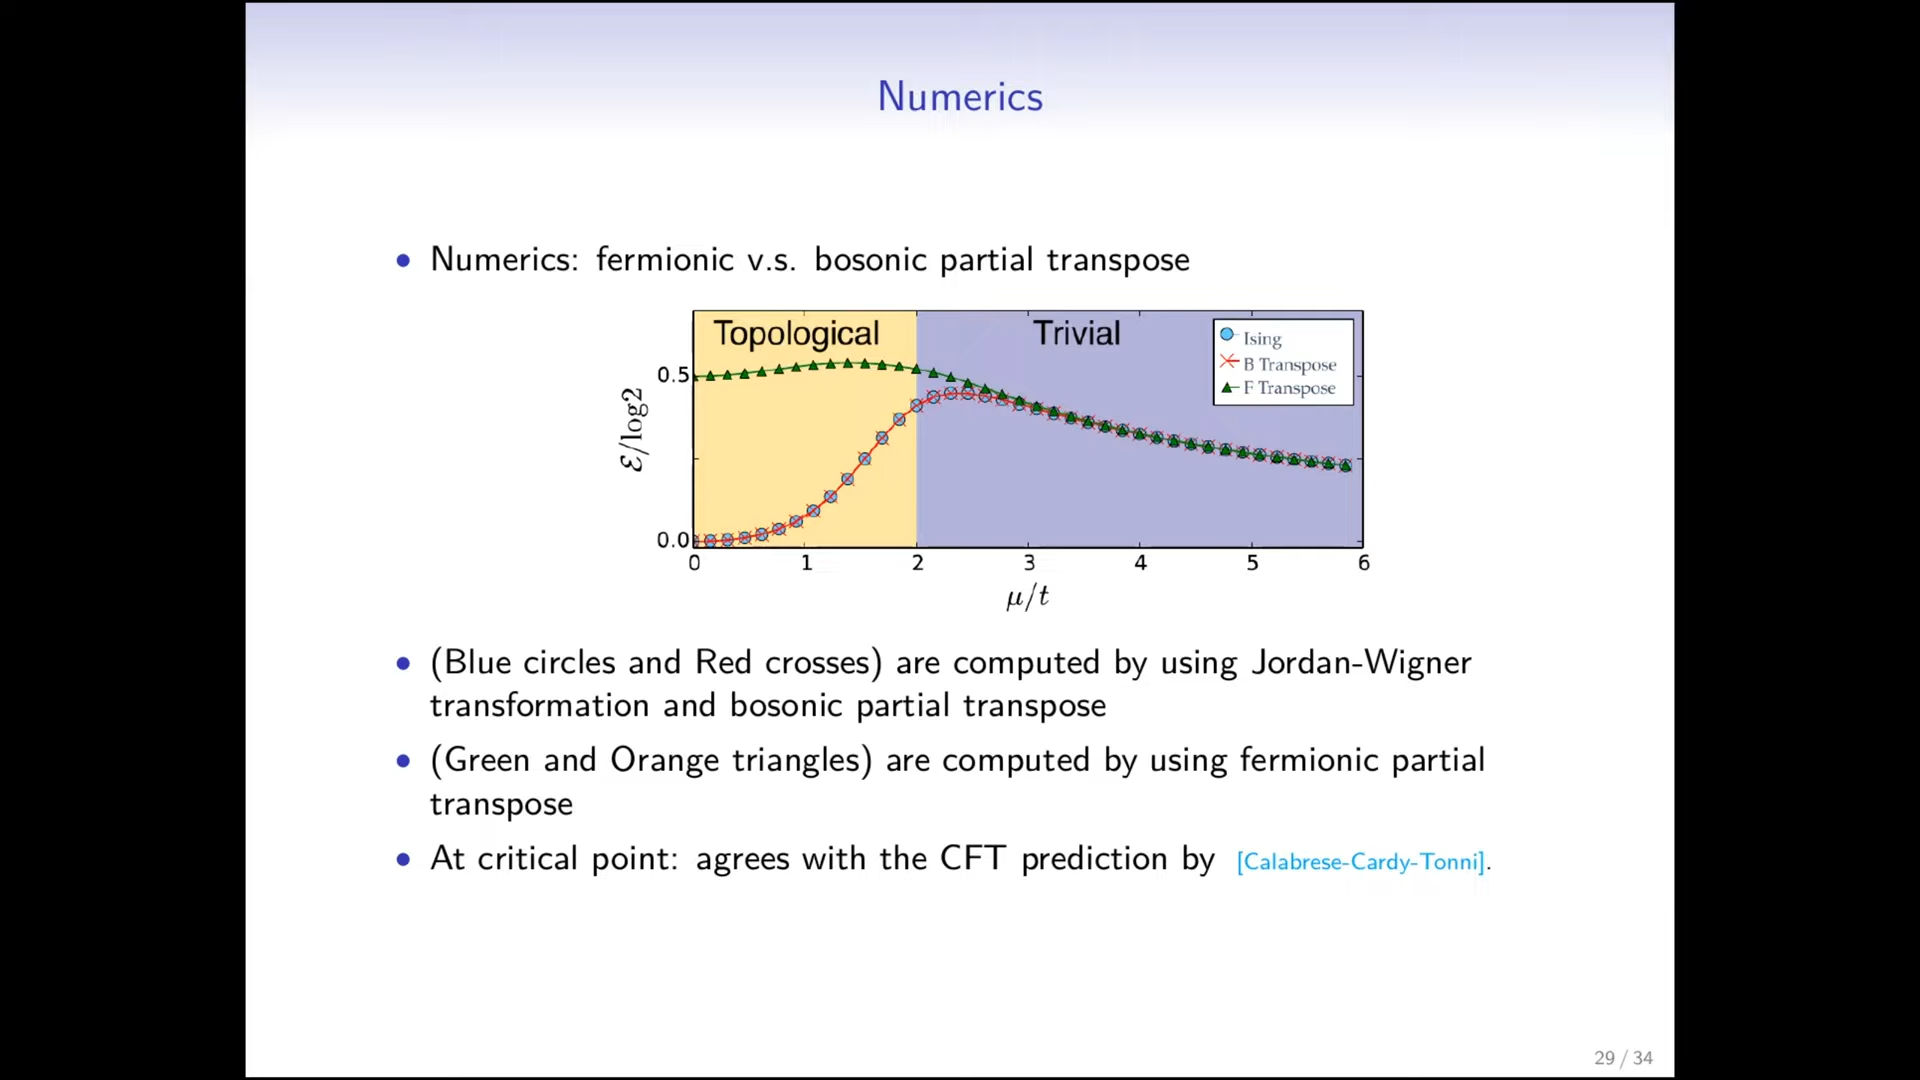 Numerics
• Numerics: fermionic v.s. bosonic partial transpose
Topological
Trivial
Ising
B Transpose
F Transpose
0.5
0.0
ℰ/log2
0 1 2 3 4 5 6
μ/t
• (Blue circles and Red crosses) are computed by using Jordan-Wigner
transformation and bosonic partial transpose
• (Green and Orange triangles) are computed by using fermionic partial
transpose
• At critical point: agrees with the CFT prediction by [Calabrese-Cardy-Tonni].
29 / 34